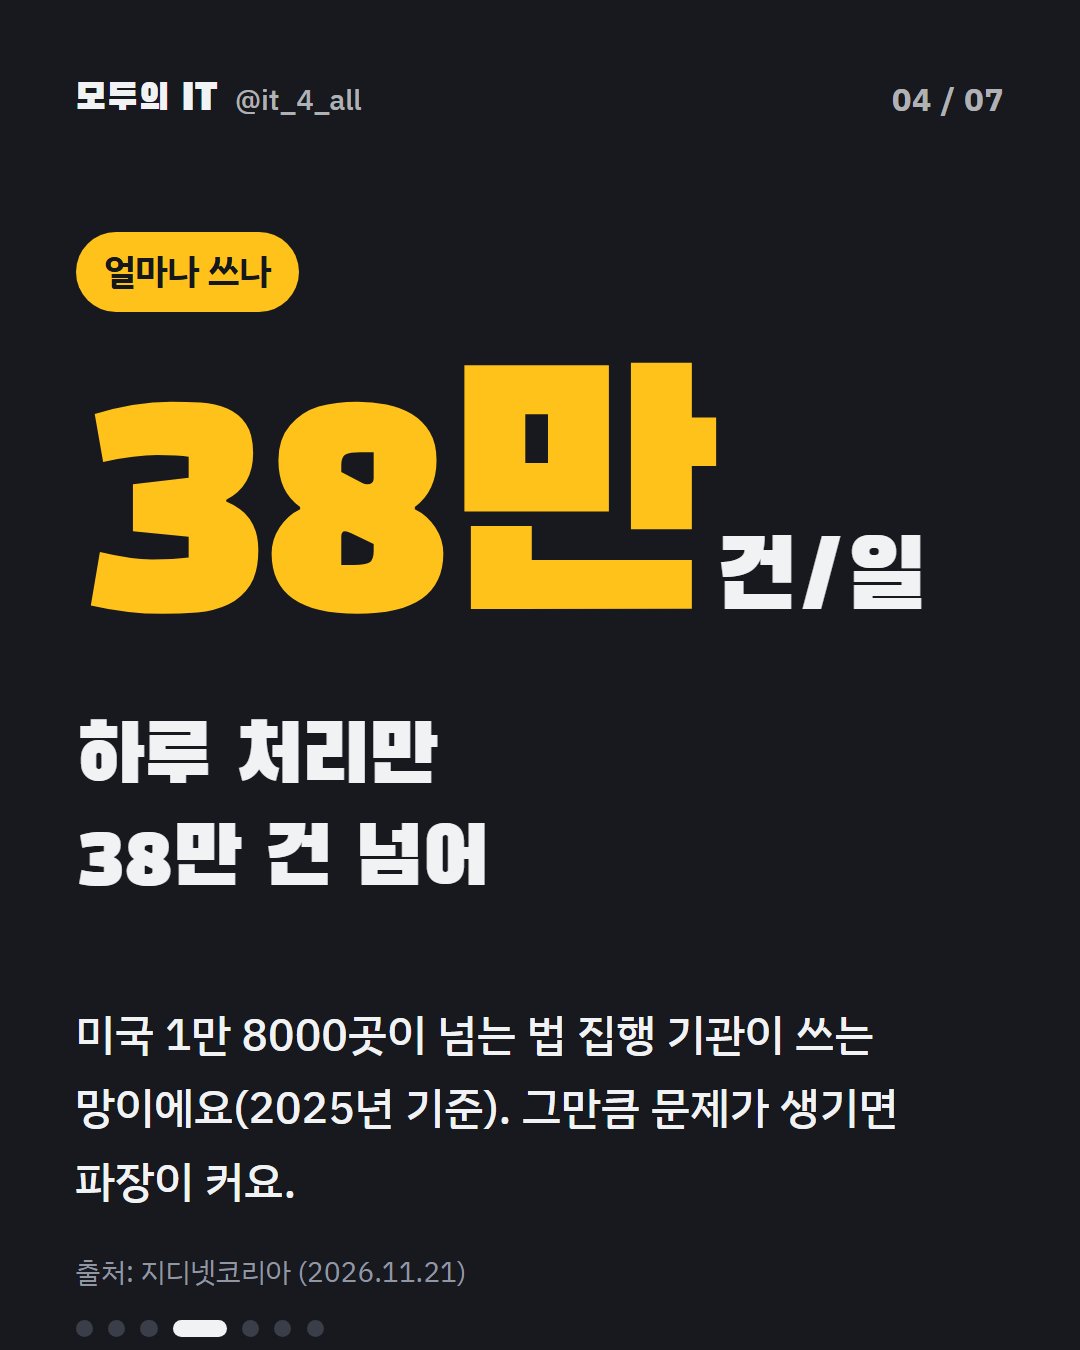 모두의 IT @it_4_all
04 / 07
얼마나 쓰나
38만건/일
하루 처리만
38만 건 넘어
미국 1만 8000곳이 넘는 법 집행 기관이 쓰는
망이에요(2025년 기준). 그만큼 문제가 생기면
파장이 커요.
출처: 지디넷코리아 (2026.11.21)